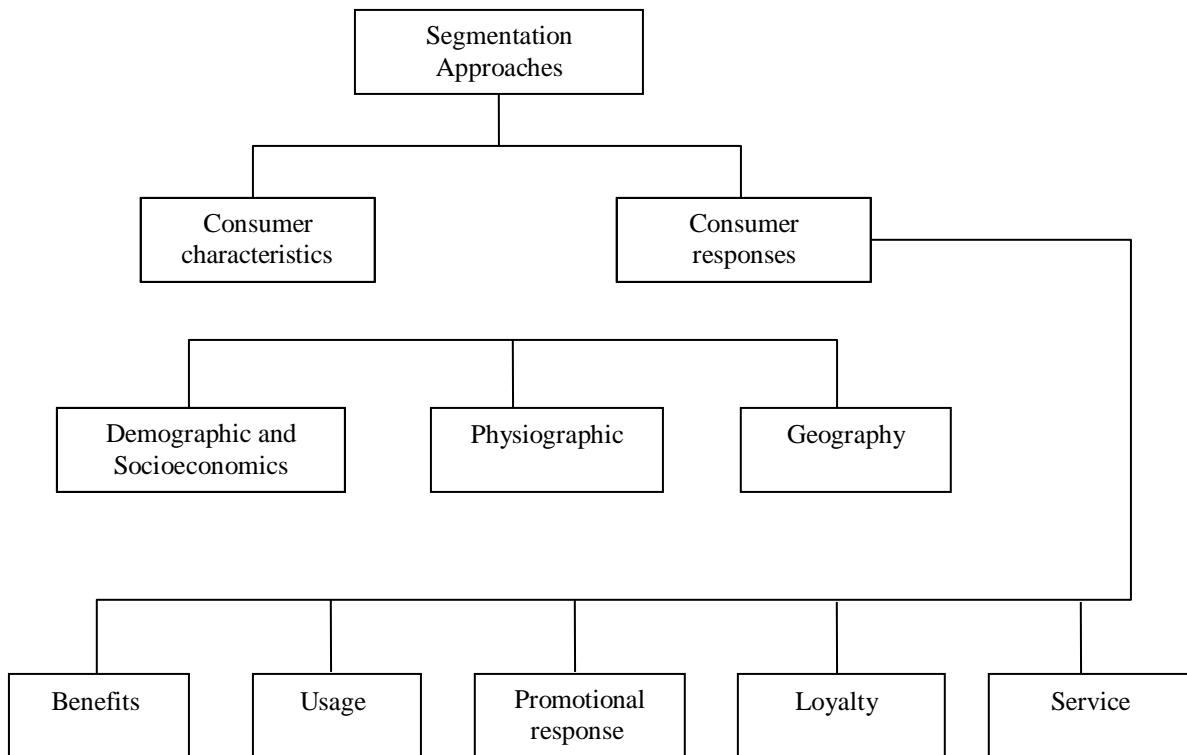 Segmentation
Approaches
Consumer
characteristics
Consumer
responses
Demographic and
Socioeconomics
Physiographic
Geography
Benefits
Usage
Promotional
response
Loyalty
Service